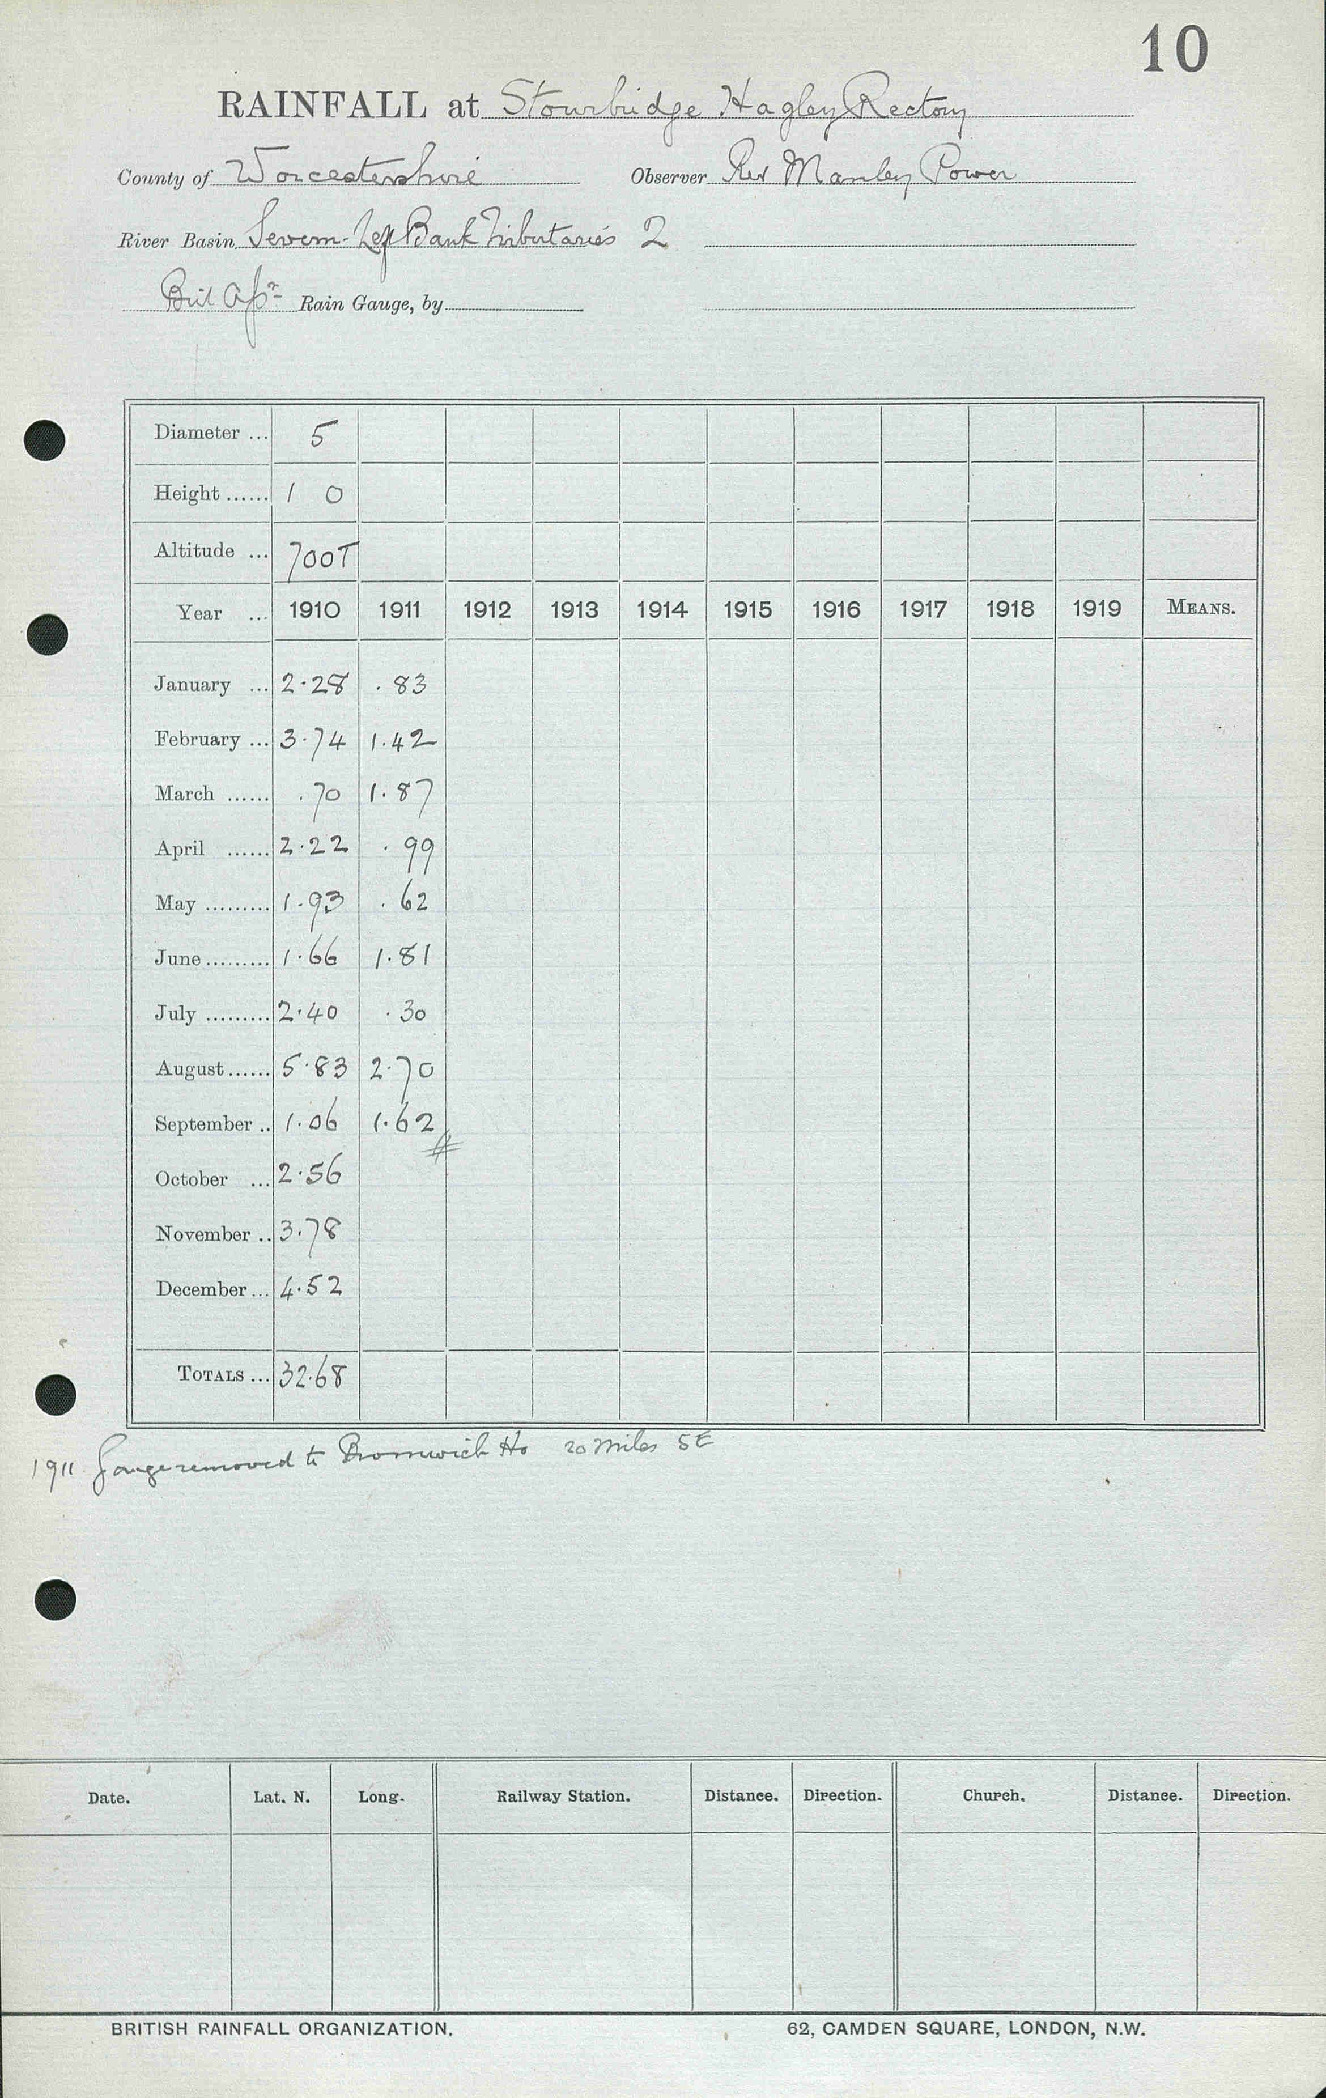 10
RAINFALL at Stourbridge Hagley Rectory
County of Worcestershire Observer Rev Manley Power
River Basin Severn-Left Bank Tributaries 2
Brit Assn Rain Gauge, by
Diameter ... 5
Height ...... 1 0
Altitude ... 700T
Year ... 1910 1911 1912 1913 1914 1915 1916 1917 1918 1919 MEANS.
January ... 2.28 .83
February ... 3.74 1.42
March ...... .70 1.87
April ...... 2.22 .99
May ......... 1.93 .62
June ......... 1.66 1.81
July ......... 2.40 .30
August ...... 5.83 2.70
September .. 1.06 1.62
#
October ... 2.56
November .. 3.78
December ... 4.52
TOTALS ... 32.68
1911 Gauge removed to Bromwich Ho 20 miles SE
Date. Lat. N. Long. Railway Station. Distance. Direction. Church. Distance. Direction.
BRITISH RAINFALL ORGANIZATION. 62, CAMDEN SQUARE, LONDON, N.W.